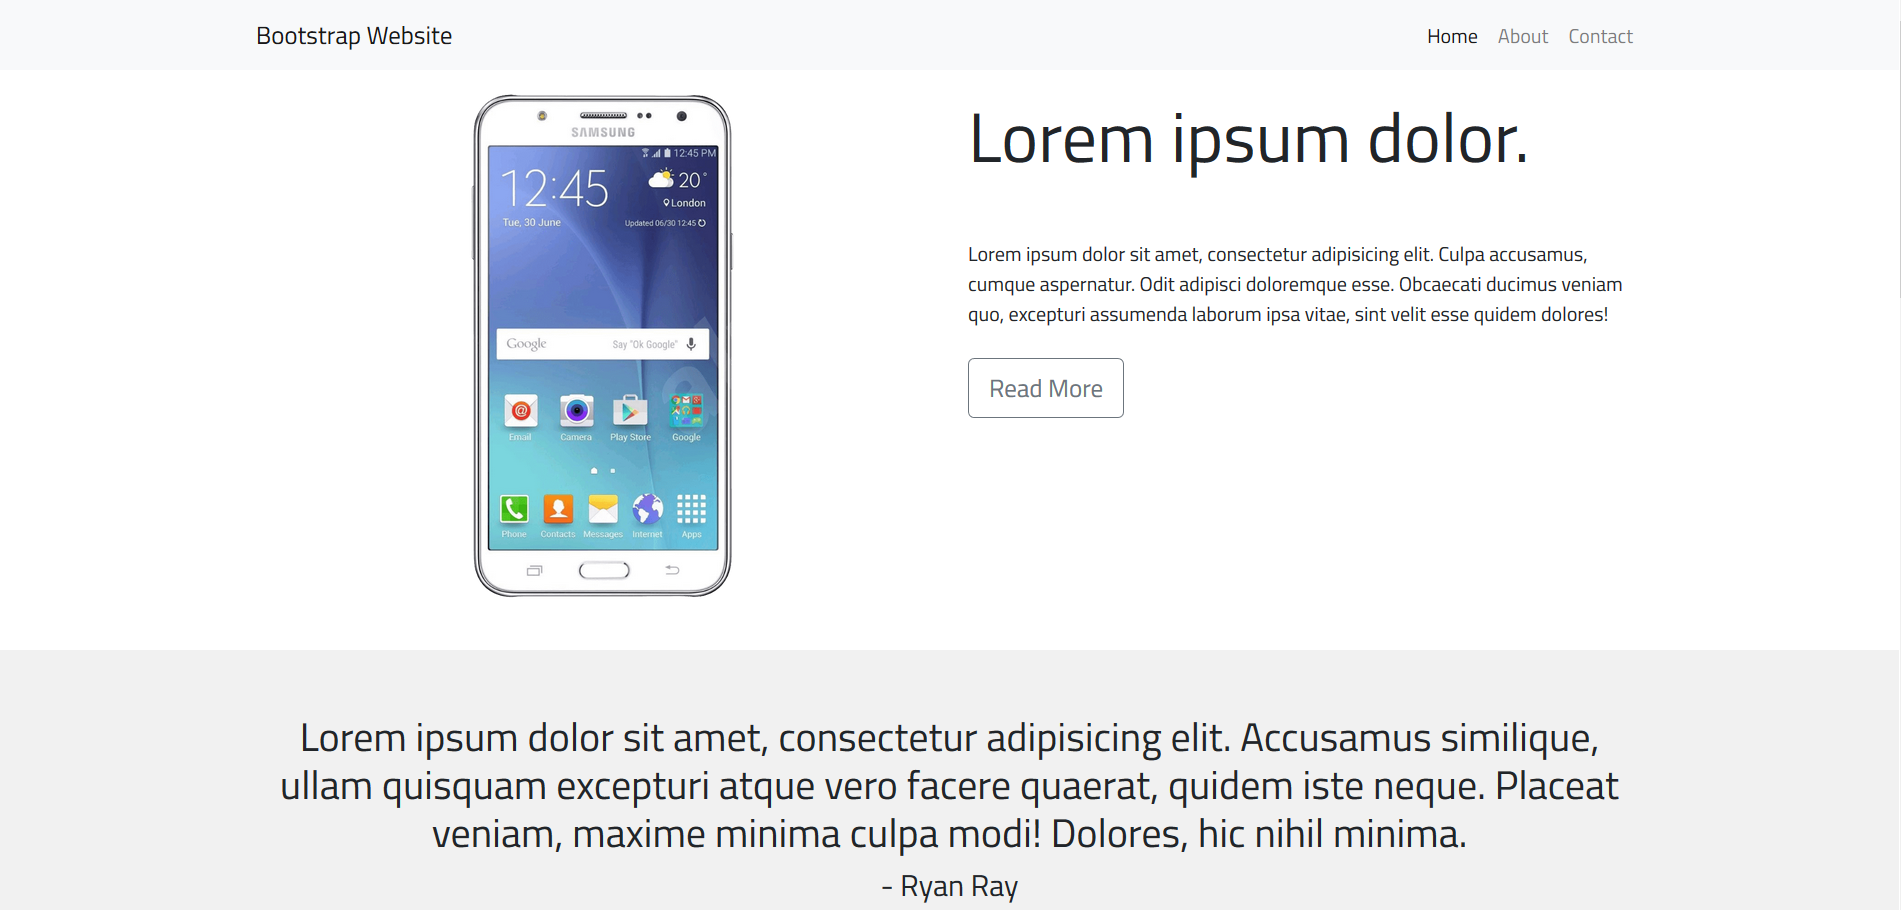 Bootstrap Website
Home About Contact
SAMSUNG
12:45 PM
12:45
20°
London
Tue, 30 June
Updated 06/30 12:45
Google
Say "Ok Google"
Email Camera Play Store Google
Phone Contacts Messages Internet Apps
Lorem ipsum dolor.
Lorem ipsum dolor sit amet, consectetur adipisicing elit. Culpa accusamus,
cumque aspernatur. Odit adipisci doloremque esse. Obcaecati ducimus veniam
quo, excepturi assumenda laborum ipsa vitae, sint velit esse quidem dolores!
Read More
Lorem ipsum dolor sit amet, consectetur adipisicing elit. Accusamus similique,
ullam quisquam excepturi atque vero facere quaerat, quidem iste neque. Placeat
veniam, maxime minima culpa modi! Dolores, hic nihil minima.
- Ryan Ray